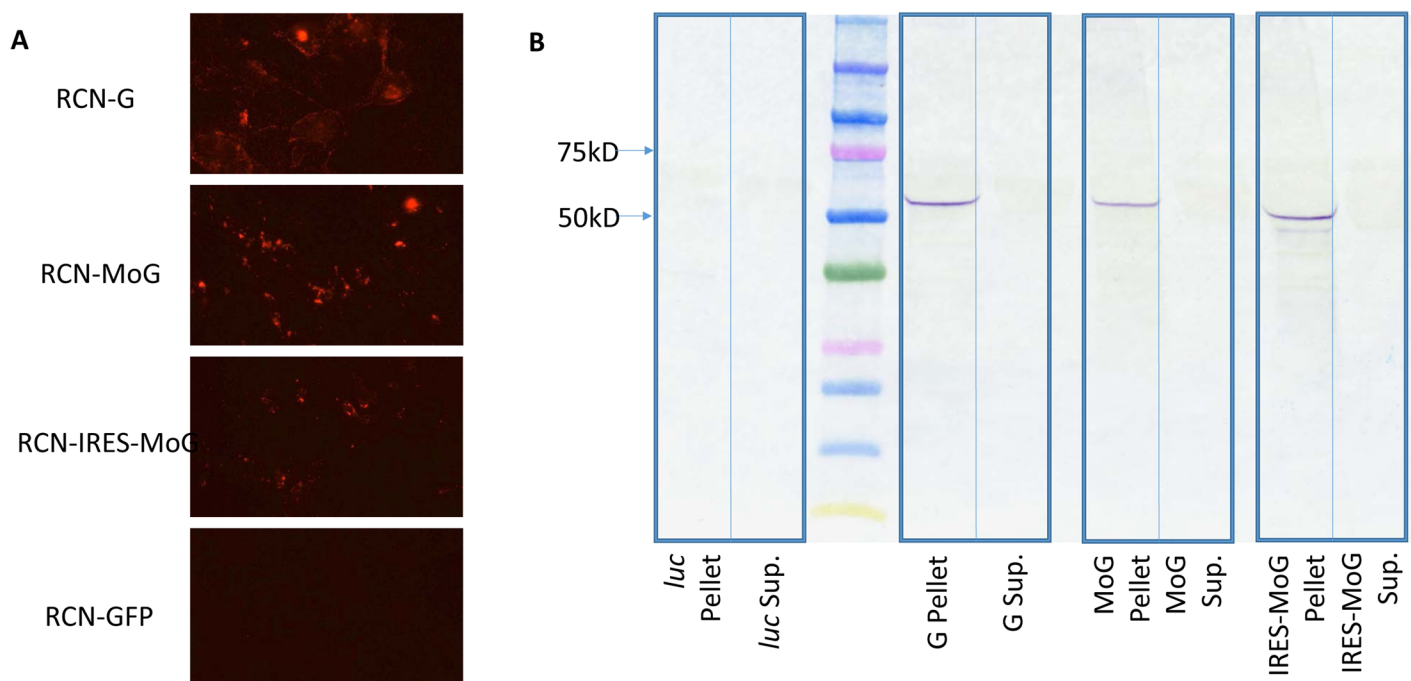 A
RCN-G
RCN-MoG
RCN-IRES-MoG
RCN-GFP
B
75kD
50kD
luc
Pellet
luc Sup.
G Pellet
G Sup.
MoG
Pellet
MoG
Sup.
IRES-MoG
Pellet
IRES-MoG
Sup.